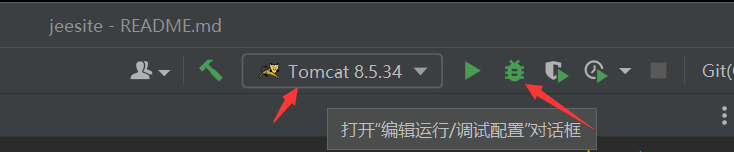 jeesite - README.md
Tomcat 8.5.34
Git(
打开“编辑运行/调试配置”对话框